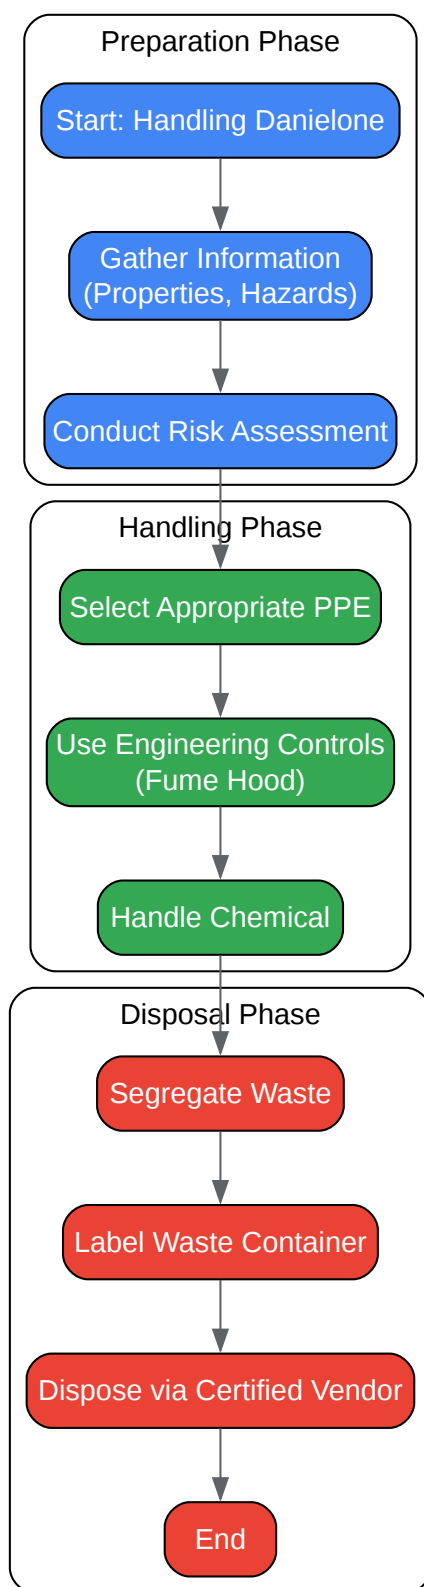 Preparation Phase
Start: Handling Danielone
Gather Information
(Properties, Hazards)
Conduct Risk Assessment
Handling Phase
Select Appropriate PPE
Use Engineering Controls
(Fume Hood)
Handle Chemical
Disposal Phase
Segregate Waste
Label Waste Container
Dispose via Certified Vendor
End